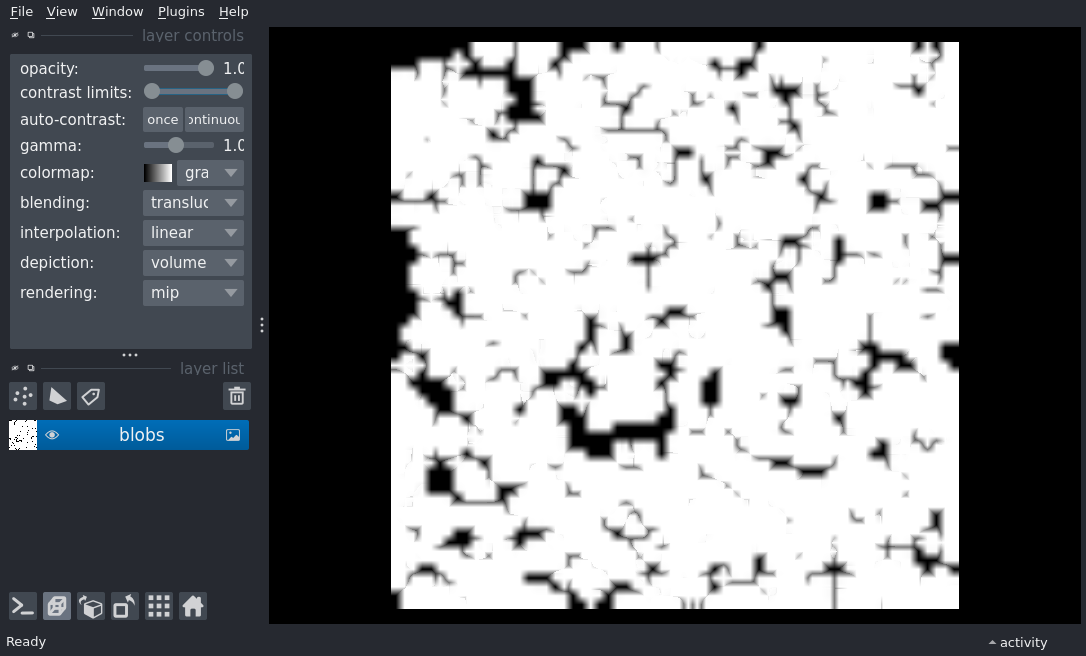 File View Window Plugins Help
layer controls
opacity: 1.0
contrast limits:
auto-contrast: once ontinuou
gamma: 1.0
colormap: gra
blending: transluc
interpolation: linear
depiction: volume
rendering: mip
layer list
blobs
Ready
activity